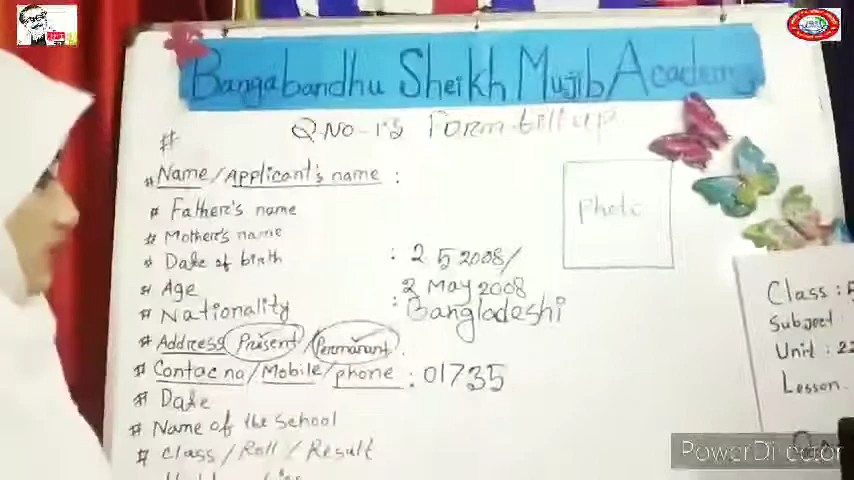 Bangabandhu Sheikh Mujib Academy
# Q.No-13 Form fill up
# Name/Applicant's name :
# Father's name
# Mother's name
# Date of birth : 2 5 2008/
2 May 2008
# Age
# Nationality : Bangladeshi
# Address Present / Permanant
# Contac no/Mobile/phone : 01735
# Date
# Name of the School
# Class/Roll/Result
Photo
Class :
Subject :
Unit : 22
Lesson
PowerDirector